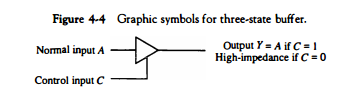 Figure 4-4 Graphic symbols for three-state buffer.
Normal input A
Output Y = A if C = 1
High-impedance if C = 0
Control input C